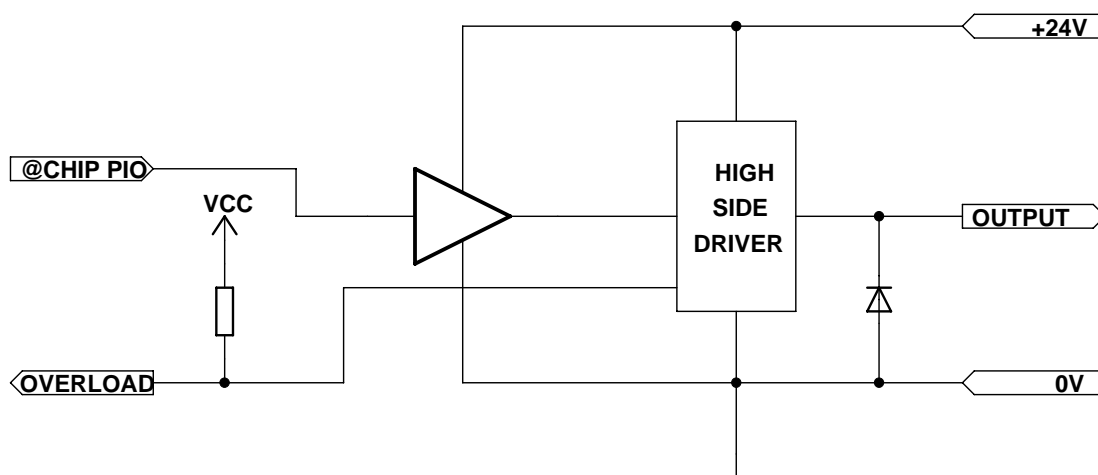 +24V
@CHIP PIO
HIGH
SIDE
DRIVER
VCC
OUTPUT
OVERLOAD
0V